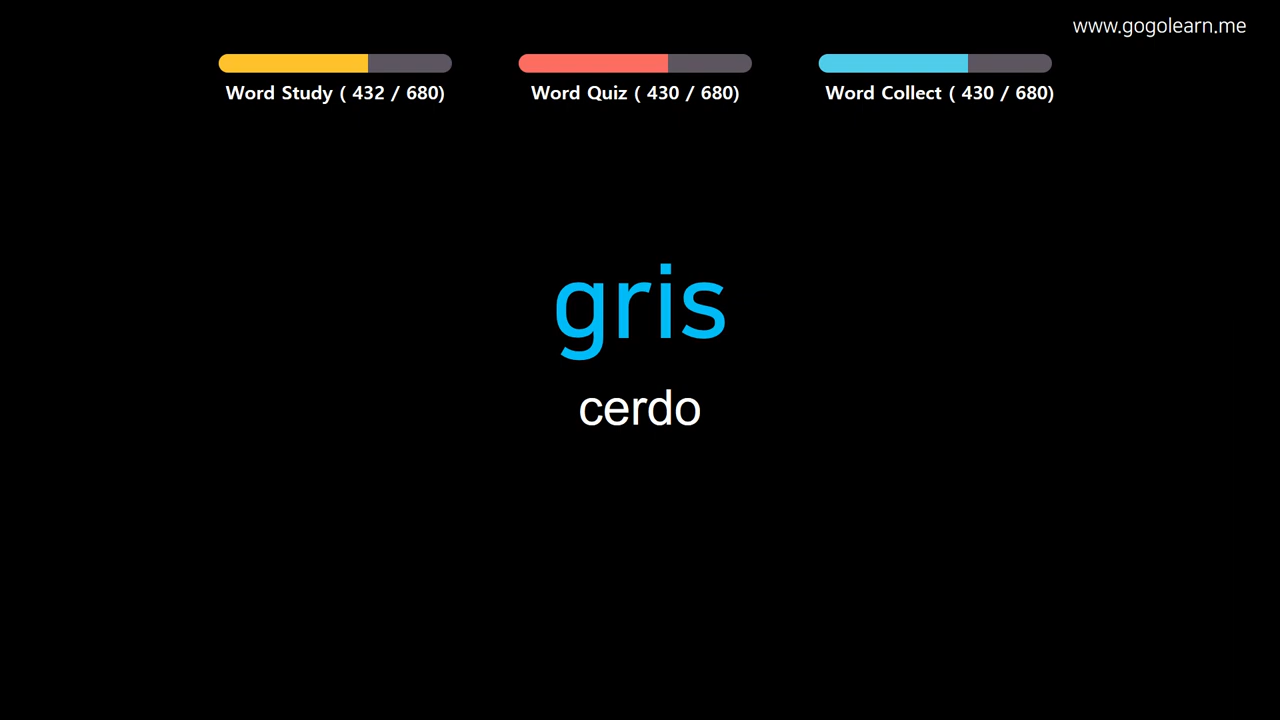 www.gogolearn.me
Word Study ( 432 / 680)
Word Quiz ( 430 / 680)
Word Collect ( 430 / 680)
gris
cerdo